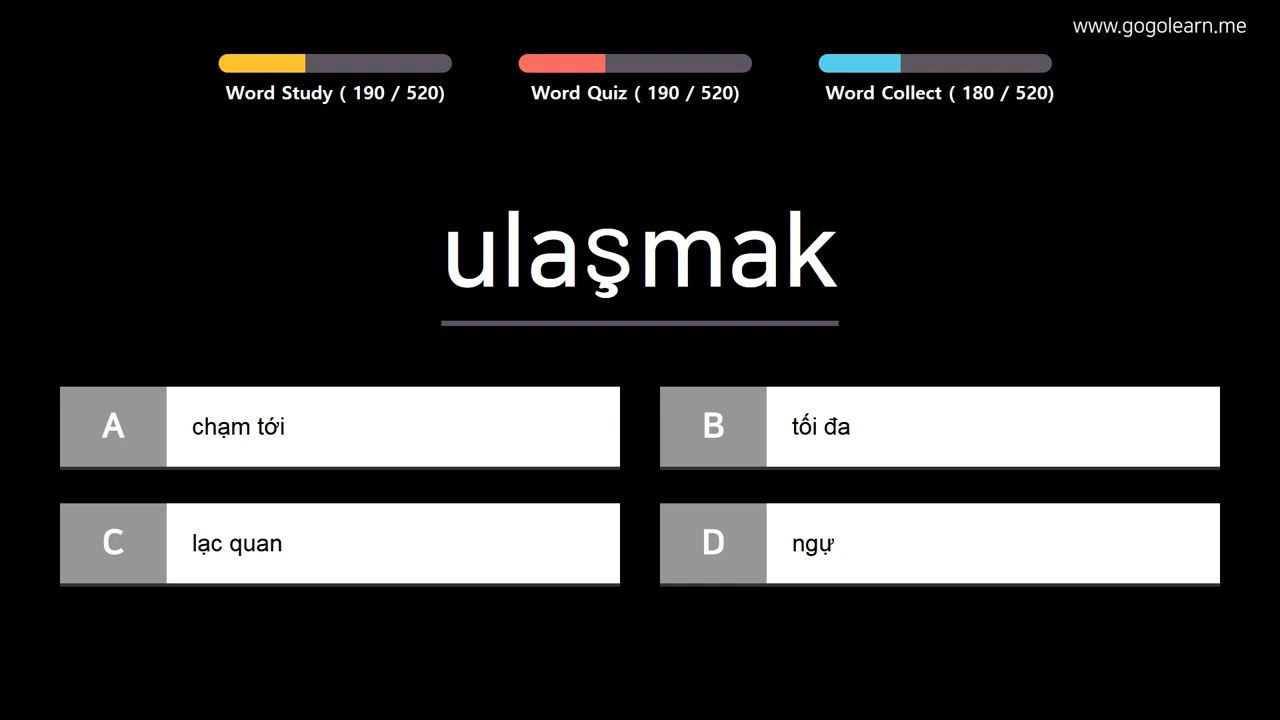 www.gogolearn.me
Word Study ( 190 / 520)
Word Quiz ( 190 / 520)
Word Collect ( 180 / 520)
ulaşmak
A chạm tới
B tối đa
C lạc quan
D ngự